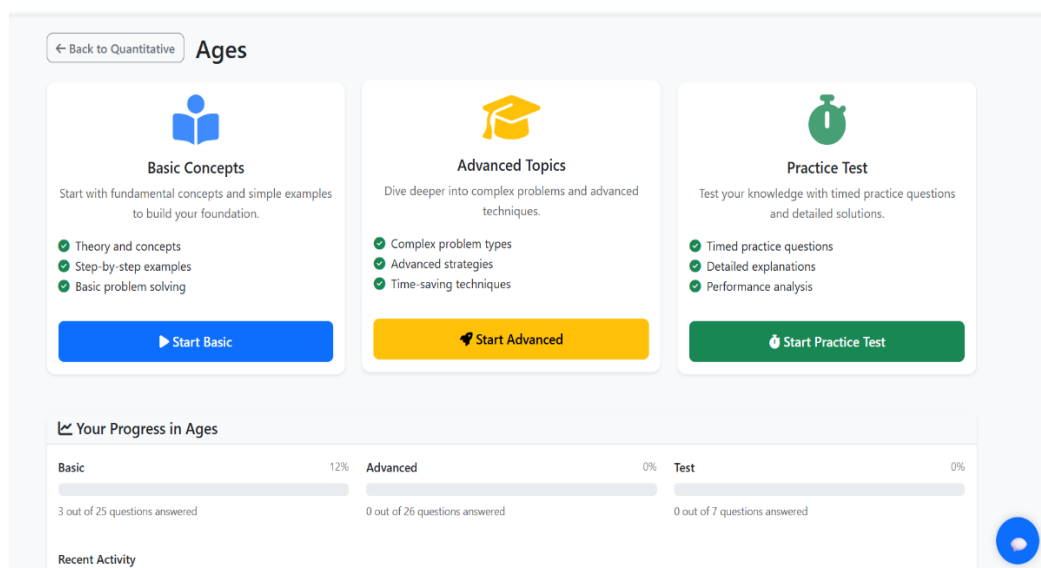 ← Back to Quantitative
Ages
Basic Concepts
Start with fundamental concepts and simple examples
to build your foundation.
Theory and concepts
Step-by-step examples
Basic problem solving
Start Basic
Advanced Topics
Dive deeper into complex problems and advanced
techniques.
Complex problem types
Advanced strategies
Time-saving techniques
Start Advanced
Practice Test
Test your knowledge with timed practice questions
and detailed solutions.
Timed practice questions
Detailed explanations
Performance analysis
Start Practice Test
Your Progress in Ages
Basic 12%
3 out of 25 questions answered
Advanced 0%
0 out of 26 questions answered
Test 0%
0 out of 7 questions answered
Recent Activity